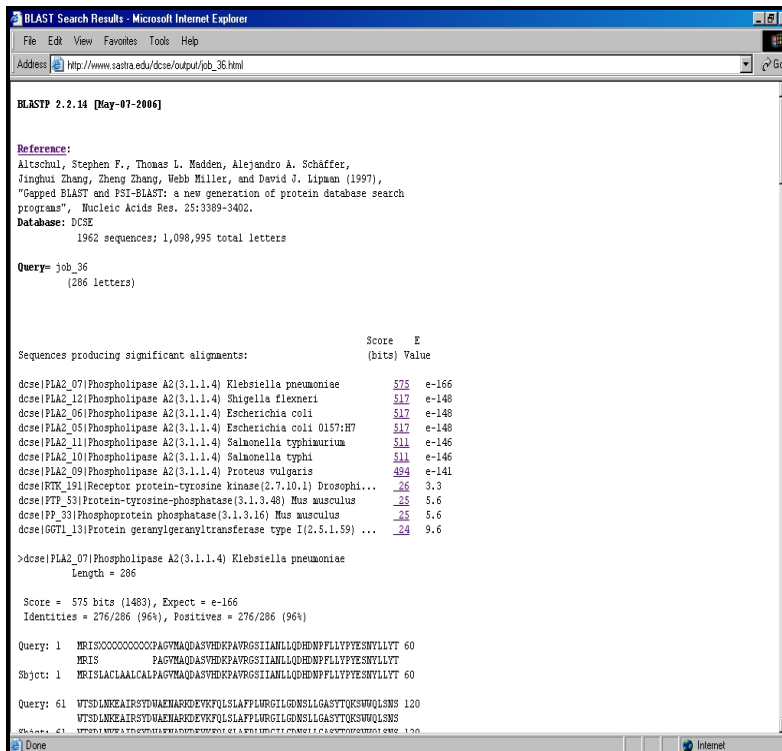 BLAST Search Results - Microsoft Internet Explorer
File Edit View Favorites Tools Help
Address http://www.sastra.edu/dcse/output/job_36.html Go
BLASTP 2.2.14 [May-07-2006]
Reference:
Altschul, Stephen F., Thomas L. Madden, Alejandro A. Schäffer,
Jinghui Zhang, Zheng Zhang, Webb Miller, and David J. Lipman (1997),
"Gapped BLAST and PSI-BLAST: a new generation of protein database search
programs", Nucleic Acids Res. 25:3389-3402.
Database: DCSE
1962 sequences; 1,098,995 total letters
Query= job_36
(286 letters)
Score E
Sequences producing significant alignments: (bits) Value
dcse|PLA2_07|Phospholipase A2(3.1.1.4) Klebsiella pneumoniae 575 e-166
dcse|PLA2_12|Phospholipase A2(3.1.1.4) Shigella flexneri 517 e-148
dcse|PLA2_06|Phospholipase A2(3.1.1.4) Escherichia coli 517 e-148
dcse|PLA2_05|Phospholipase A2(3.1.1.4) Escherichia coli O157:H7 517 e-148
dcse|PLA2_11|Phospholipase A2(3.1.1.4) Salmonella typhimurium 511 e-146
dcse|PLA2_10|Phospholipase A2(3.1.1.4) Salmonella typhi 511 e-146
dcse|PLA2_09|Phospholipase A2(3.1.1.4) Proteus vulgaris 494 e-141
dcse|RTK_191|Receptor protein-tyrosine kinase(2.7.10.1) Drosophi... 26 3.3
dcse|PTP_53|Protein-tyrosine-phosphatase(3.1.3.48) Mus musculus 25 5.6
dcse|PP_33|Phosphoprotein phosphatase(3.1.3.16) Mus musculus 25 5.6
dcse|GGT1_13|Protein geranylgeranyltransferase type I(2.5.1.59) ... 24 9.6
>dcse|PLA2_07|Phospholipase A2(3.1.1.4) Klebsiella pneumoniae
Length = 286
Score = 575 bits (1483), Expect = e-166
Identities = 276/286 (96%), Positives = 276/286 (96%)
Query: 1 MRISXXXXXXXXXXPAGVMAQDASVHDKPAVRGSIIANLLQDHDNPFLLYPYESNYLLYT 60
MRIS PAGVMAQDASVHDKPAVRGSIIANLLQDHDNPFLLYPYESNYLLYT
Sbjct: 1 MRISLACLAALCALPAGVMAQDASVHDKPAVRGSIIANLLQDHDNPFLLYPYESNYLLYT 60
Query: 61 WTSDLNKEAIRSYDWAENARKDEVKFQLSLAFPLWRGILGDNSLLGASYTQKSWWQLSNS 120
WTSDLNKEAIRSYDWAENARKDEVKFQLSLAFPLWRGILGDNSLLGASYTQKSWWQLSNS
Sbjct: 61 WTSDLNKEAIRSYDWAENARKDEVKFQLSLAFPLWRGILGDNSLLGASYTQKSWWQLSNS 120
Done Internet